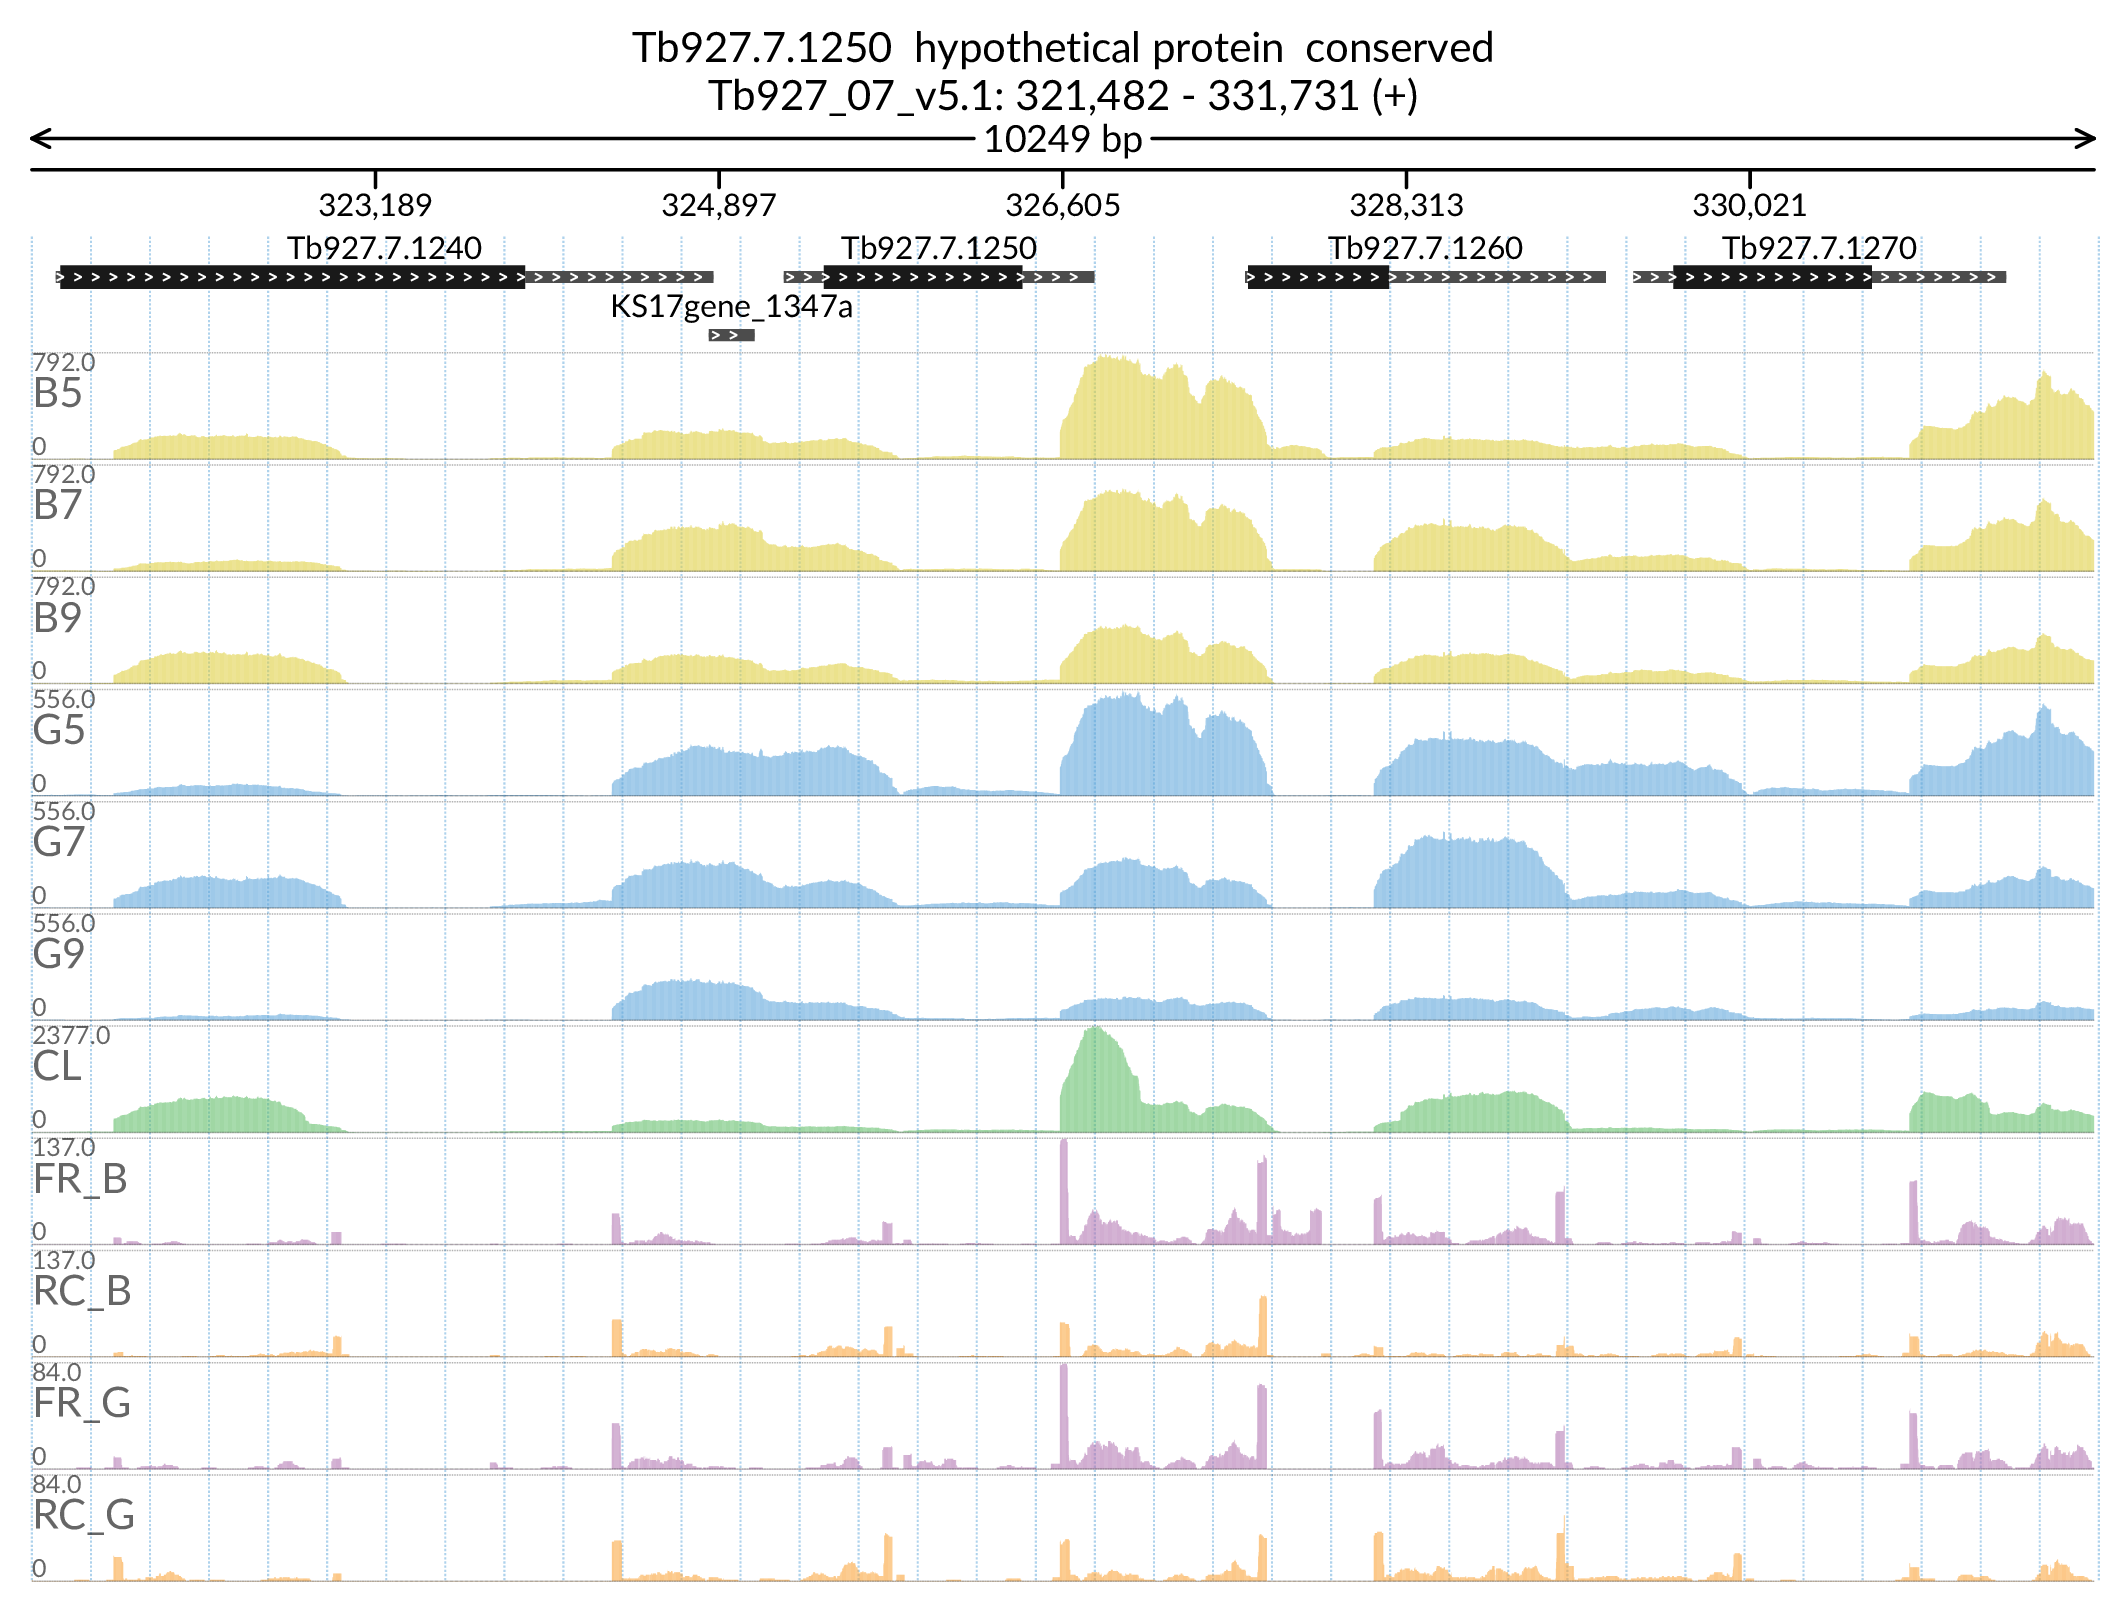 Tb927.7.1250  hypothetical protein  conserved
Tb927_07_v5.1: 321,482 - 331,731 (+)
10249 bp
323,189 324,897 326,605 328,313 330,021
Tb927.7.1240 Tb927.7.1250 Tb927.7.1260 Tb927.7.1270
KS17gene_1347a
792.0
B5
0
792.0
B7
0
792.0
B9
0
556.0
G5
0
556.0
G7
0
556.0
G9
0
2377.0
CL
0
137.0
FR_B
0
137.0
RC_B
0
84.0
FR_G
0
84.0
RC_G
0